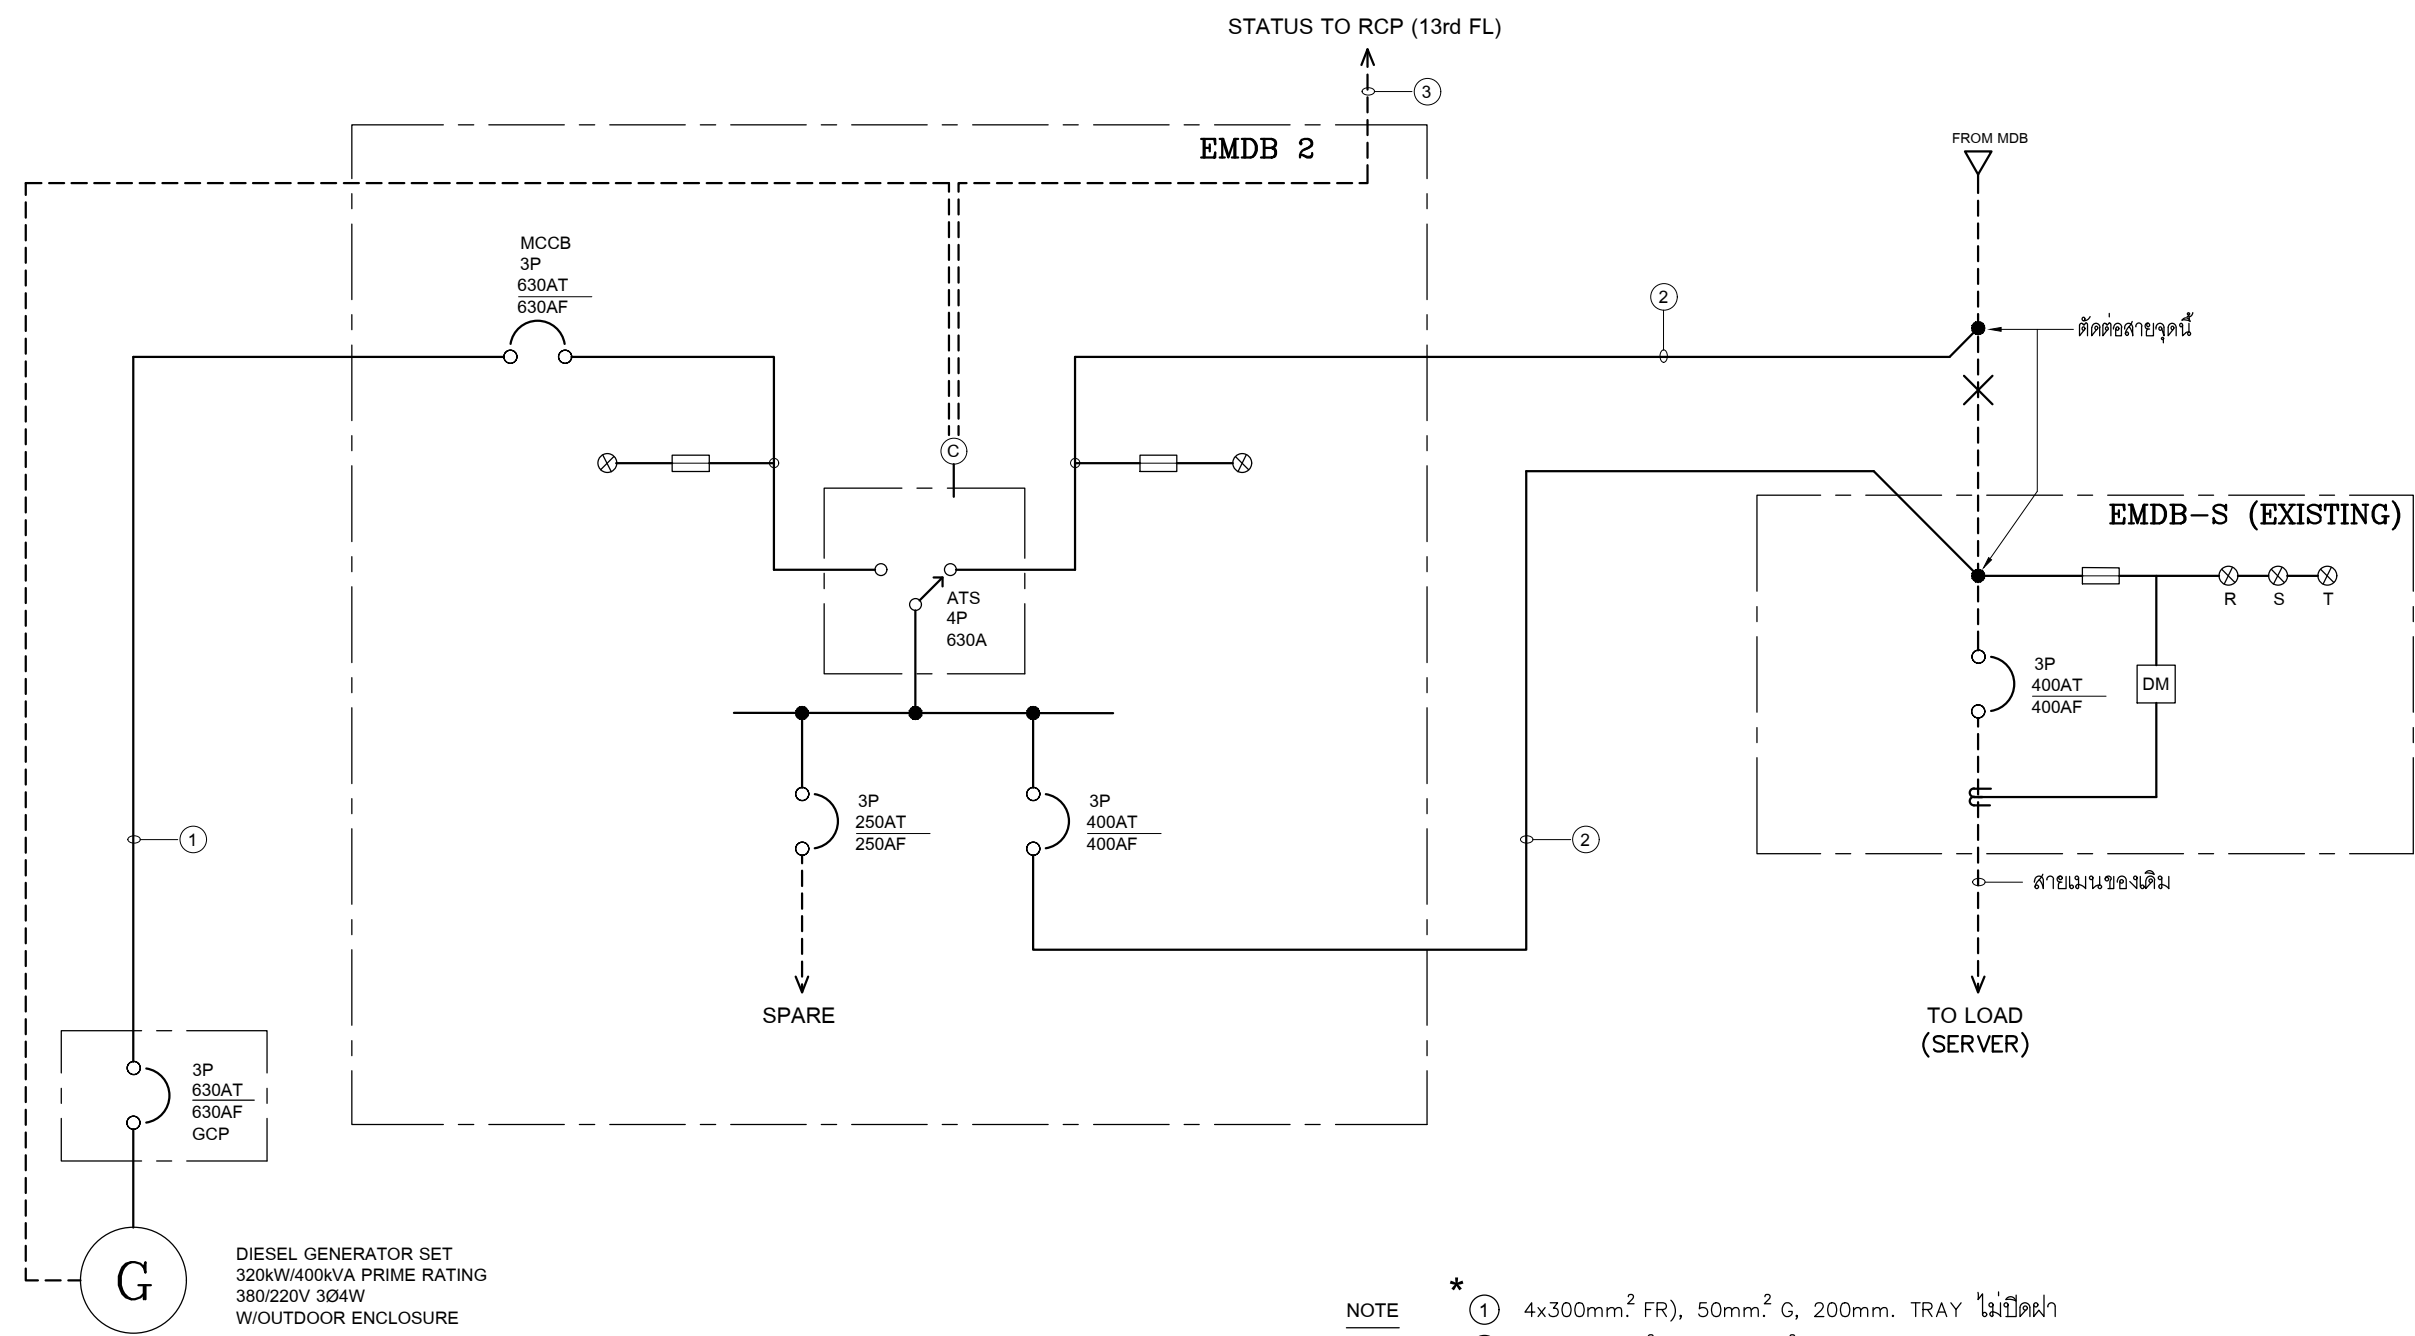 STATUS TO RCP (13rd FL)
3
EMDB 2
FROM MDB
MCCB
3P
630AT
630AF
2
ตัดต่อสายจุดนี้
C
EMDB-S (EXISTING)
R S T
ATS
4P
630A
3P
400AT
400AF
DM
1
3P
250AT
250AF
3P
400AT
400AF
2
สายเมนของเดิม
SPARE
TO LOAD
(SERVER)
3P
630AT
630AF
GCP
G
DIESEL GENERATOR SET
320kW/400kVA PRIME RATING
380/220V 3Ø4W
W/OUTDOOR ENCLOSURE
NOTE
* 1 4x300mm.² FR), 50mm.² G, 200mm. TRAY ไม่ปิดฝา